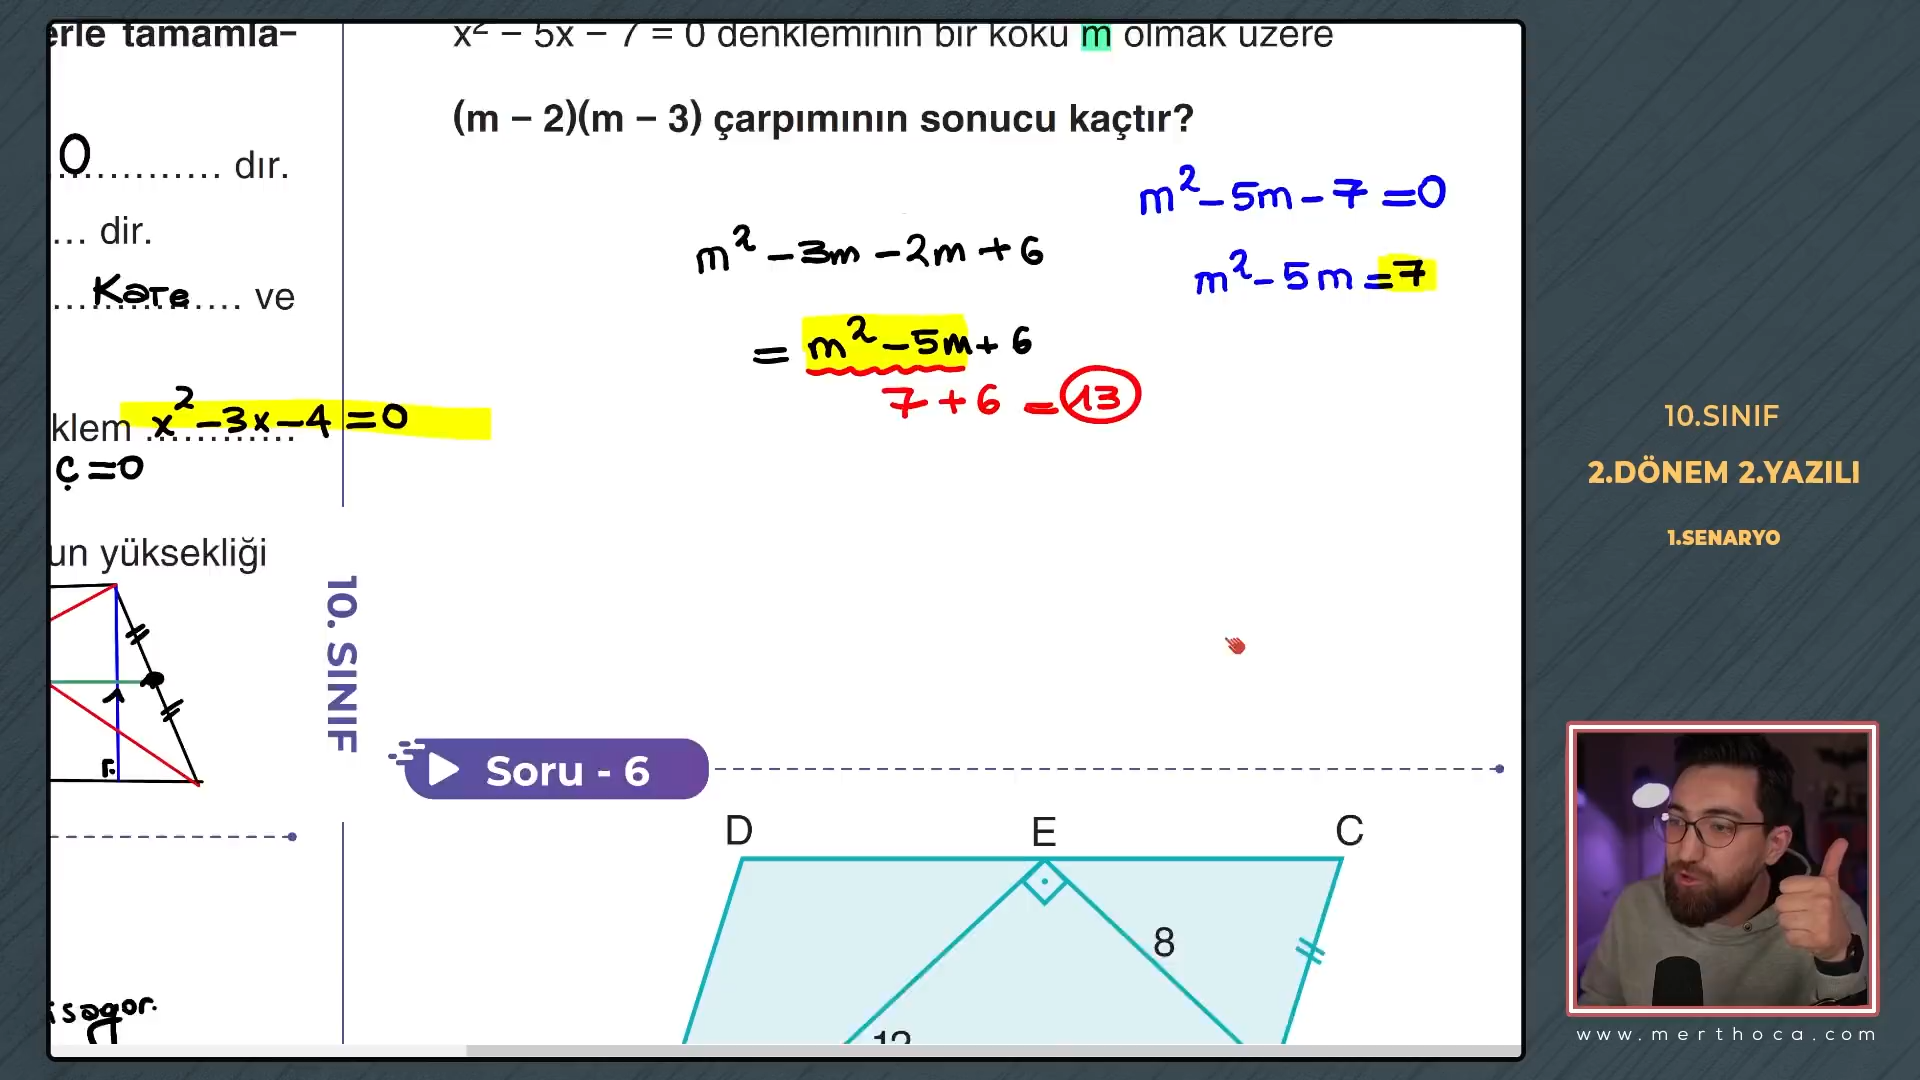 erle tamamla-
0 ............ dır.
... dir.
Kare ve
klem x² - 3x - 4 = 0
Ç = 0
un yüksekliği
isagor.
10. SINIF
x² – 5x – 7 = 0 denkleminin bir kökü m olmak üzere
(m – 2)(m – 3) çarpımının sonucu kaçtır?
m² - 5m - 7 = 0
m² - 5m = 7
m² - 3m - 2m + 6
= m² - 5m + 6
7 + 6 = 13
Soru - 6
D E C
8
12
10.SINIF
2.DÖNEM 2.YAZILI
1.SENARYO
www.merthoca.com